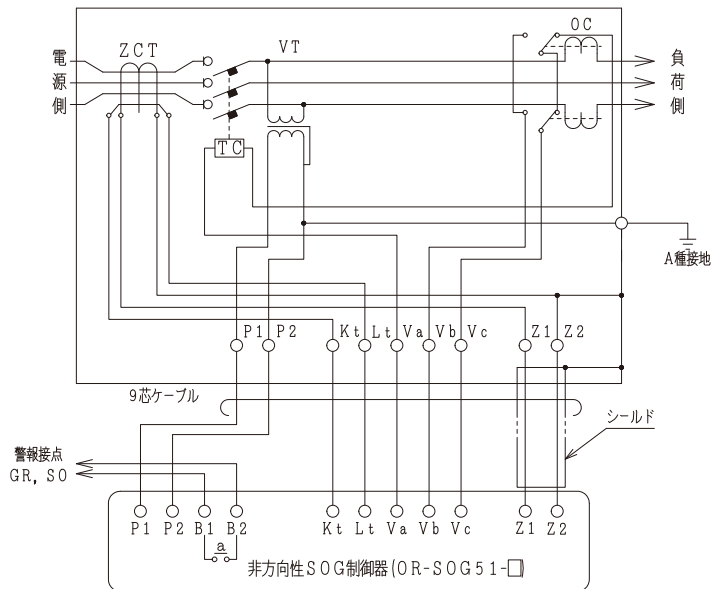 OC
VT
ZCT
電源側
負荷側
TC
A種接地
P1 P2 Kt Lt Va Vb Vc Z1 Z2
9芯ケーブル
シールド
警報接点
GR, SO
P1 P2 B1 B2 Kt Lt Va Vb Vc Z1 Z2
a
非方向性SOG制御器(OR-SOG51-□)